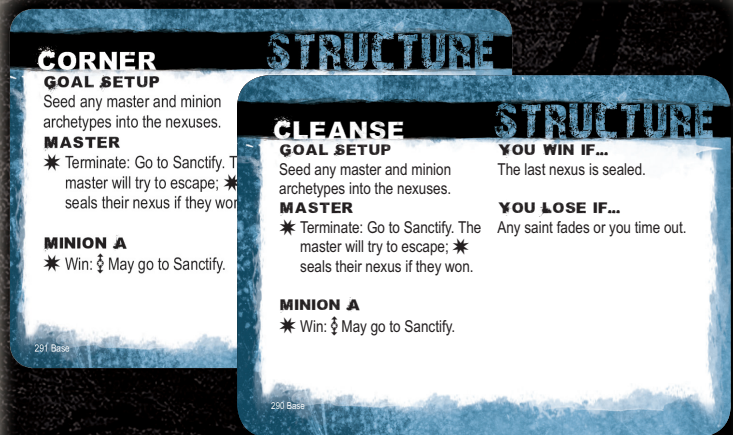 CORNER
STRUCTURE
GOAL SETUP
Seed any master and minion
archetypes into the nexuses.
MASTER
Terminate: Go to Sanctify.
master will try to escape;
seals their nexus if they
MINION A
Win: May go to Sanctify.
291 Base
CLEANSE
STRUCTURE
GOAL SETUP
Seed any master and minion
archetypes into the nexuses.
MASTER
Terminate: Go to Sanctify. The
master will try to escape;
seals their nexus if they won.
MINION A
Win: May go to Sanctify.
YOU WIN IF...
The last nexus is sealed.
YOU LOSE IF...
Any saint fades or you time out.
290 Base